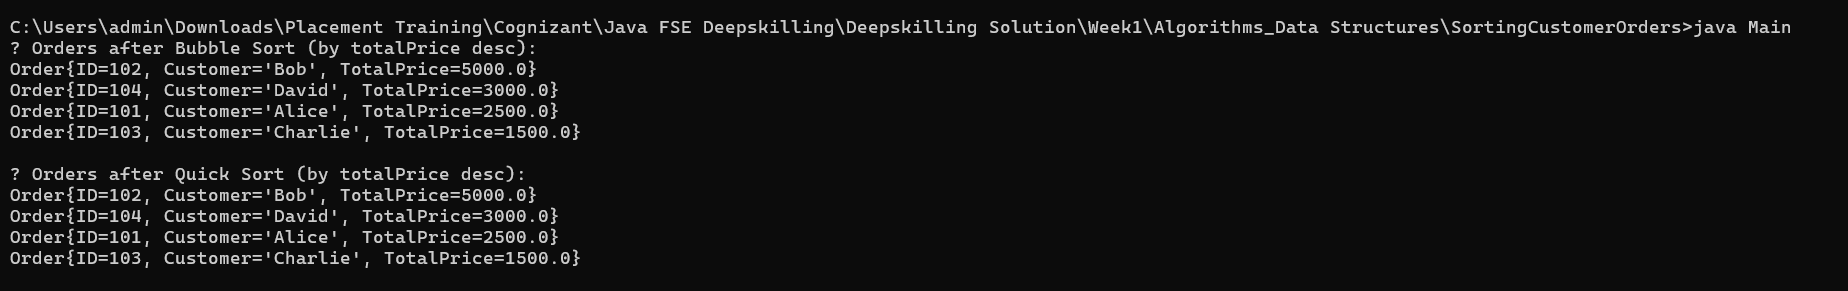 C:\Users\admin\Downloads\Placement Training\Cognizant\Java FSE Deepskilling\Deepskilling Solution\Week1\Algorithms_Data Structures\SortingCustomerOrders>java Main
? Orders after Bubble Sort (by totalPrice desc):
Order{ID=102, Customer='Bob', TotalPrice=5000.0}
Order{ID=104, Customer='David', TotalPrice=3000.0}
Order{ID=101, Customer='Alice', TotalPrice=2500.0}
Order{ID=103, Customer='Charlie', TotalPrice=1500.0}

? Orders after Quick Sort (by totalPrice desc):
Order{ID=102, Customer='Bob', TotalPrice=5000.0}
Order{ID=104, Customer='David', TotalPrice=3000.0}
Order{ID=101, Customer='Alice', TotalPrice=2500.0}
Order{ID=103, Customer='Charlie', TotalPrice=1500.0}